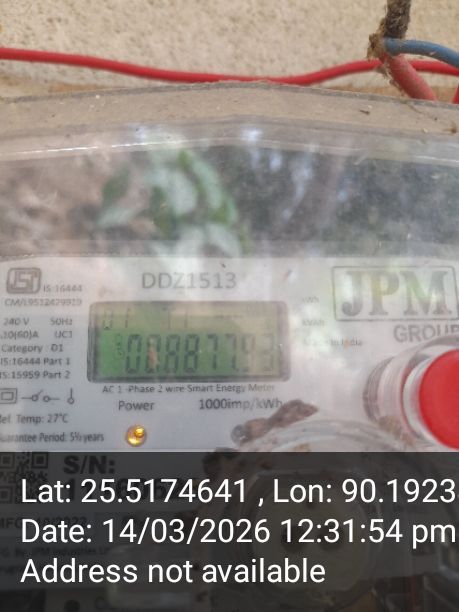 DDZ1513
IS:16444
CM/L
JPM
GROUP
240 V 50Hz
.10(60)A UC1
Category : D1
IS:16444 Part 1
IS:15959 Part 2
kWh
kVAh
Made in India
AC 1 -Phase 2 wire Smart Energy Meter
Power 1000imp/kWh
Ref. Temp: 27°C
Guarantee Period: 5½ years
S/N:
Lat: 25.5174641 , Lon: 90.1923
Date: 14/03/2026 12:31:54 pm
Address not available